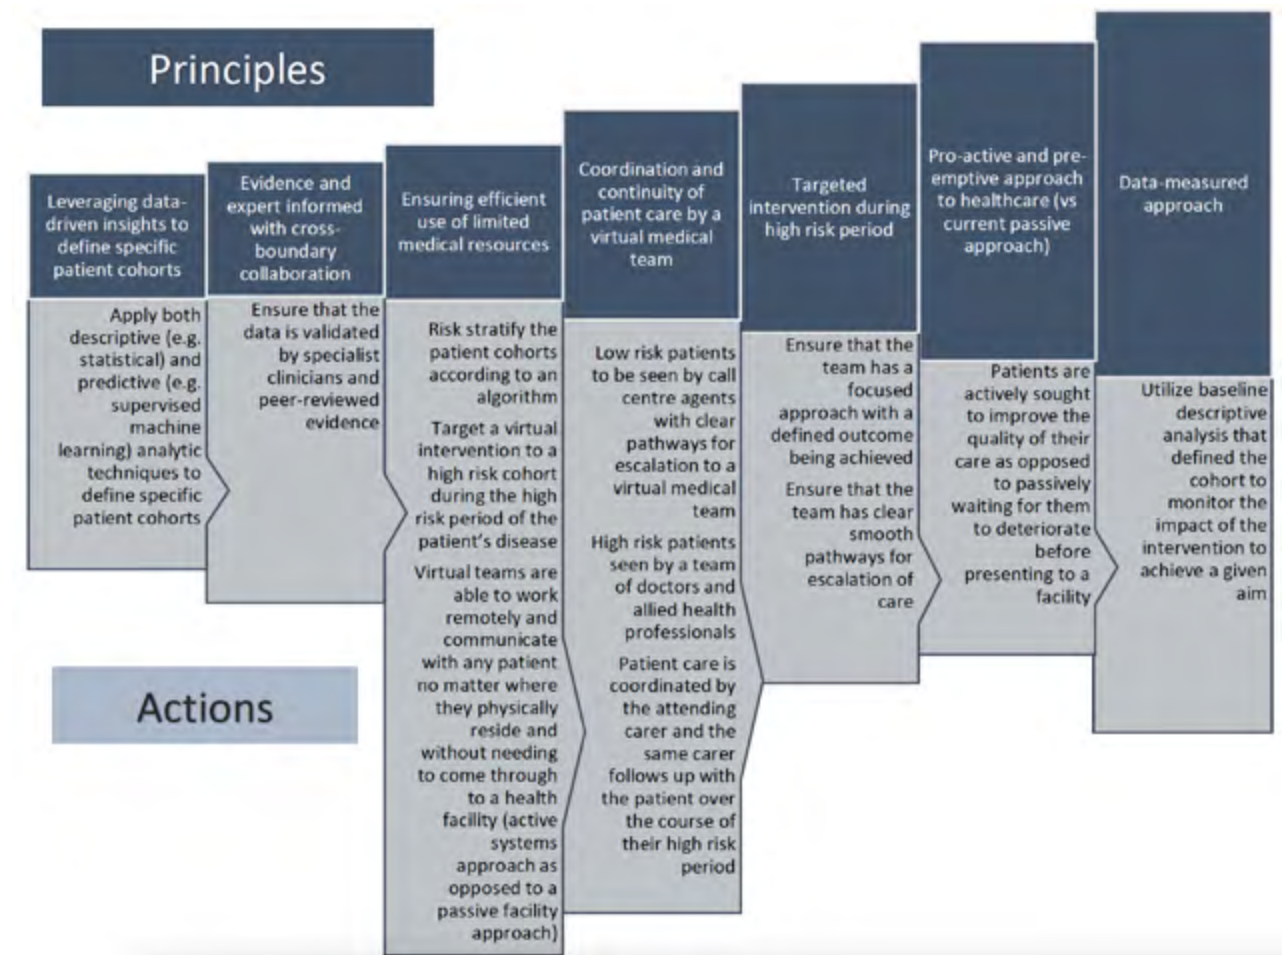 Principles
Leveraging data-
driven insights to
define specific
patient cohorts
Apply both
descriptive (e.g.
statistical) and
predictive (e.g.
supervised
machine
learning) analytic
techniques to
define specific
patient cohorts
Evidence and
expert informed
with cross-
boundary
collaboration
Ensure that the
data is validated
by specialist
clinicians and
peer-reviewed
evidence
Ensuring efficient
use of limited
medical resources
Risk stratify the
patient cohorts
according to an
algorithm
Target a virtual
intervention to a
high risk cohort
during the high
risk period of the
patient's disease
Virtual teams are
able to work
remotely and
communicate
with any patient
no matter where
they physically
reside and
without needing
to come through
to a health
facility (active
systems
approach as
opposed to a
passive facility
approach)
Coordination and
continuity of
patient care by a
virtual medical
team
Low risk patients
to be seen by call
centre agents
with clear
pathways for
escalation to a
virtual medical
team
High risk patients
seen by a team
of doctors and
allied health
professionals
Patient care is
coordinated by
the attending
carer and the
same carer
follows up with
the patient over
the course of
their high risk
period
Targeted
intervention during
high risk period
Ensure that the
team has a
focused
approach with a
defined outcome
being achieved
Ensure that the
team has clear
smooth
pathways for
escalation of
care
Pro-active and pre-
emptive approach
to healthcare (vs
current passive
approach)
Patients are
actively sought
to improve the
quality of their
care as opposed
to passively
waiting for them
to deteriorate
before
presenting to a
facility
Data-measured
approach
Utilize baseline
descriptive
analysis that
defined the
cohort to
monitor the
impact of the
intervention to
achieve a given
aim
Actions